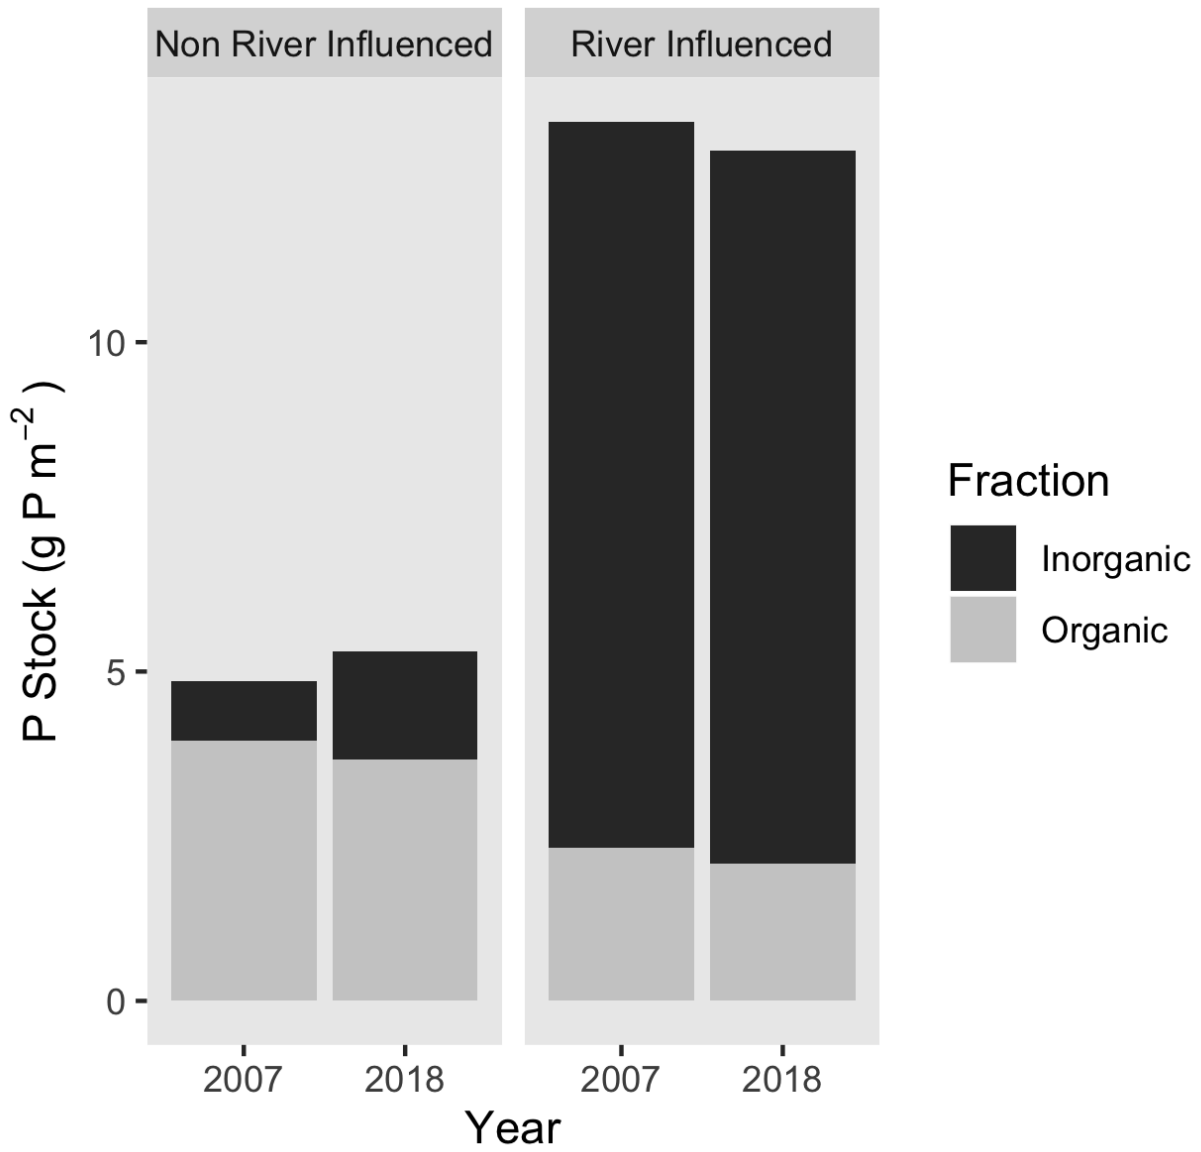 Non River Influenced
River Influenced
10
5
0
P Stock (g P m⁻² )
2007
2018
2007
2018
Year
Fraction
Inorganic
Organic